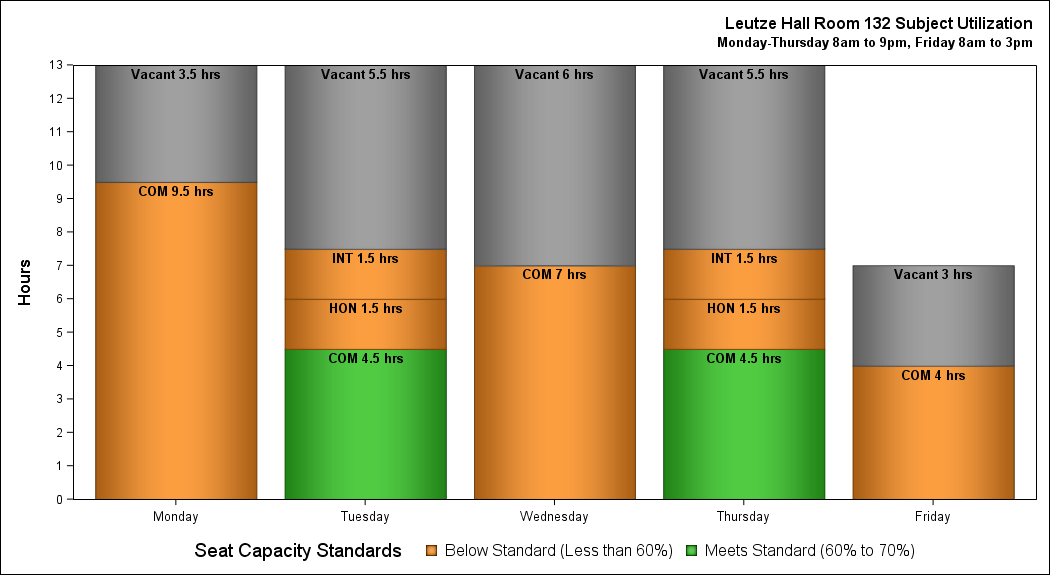 Leutze Hall Room 132 Subject Utilization
Monday-Thursday 8am to 9pm, Friday 8am to 3pm
Hours
13
12
11
10
9
8
7
6
5
4
3
2
1
0
Vacant 3.5 hrs
COM 9.5 hrs
Vacant 5.5 hrs
INT 1.5 hrs
HON 1.5 hrs
COM 4.5 hrs
Vacant 6 hrs
COM 7 hrs
Vacant 5.5 hrs
INT 1.5 hrs
HON 1.5 hrs
COM 4.5 hrs
Vacant 3 hrs
COM 4 hrs
Monday Tuesday Wednesday Thursday Friday
Seat Capacity Standards Below Standard (Less than 60%) Meets Standard (60% to 70%)